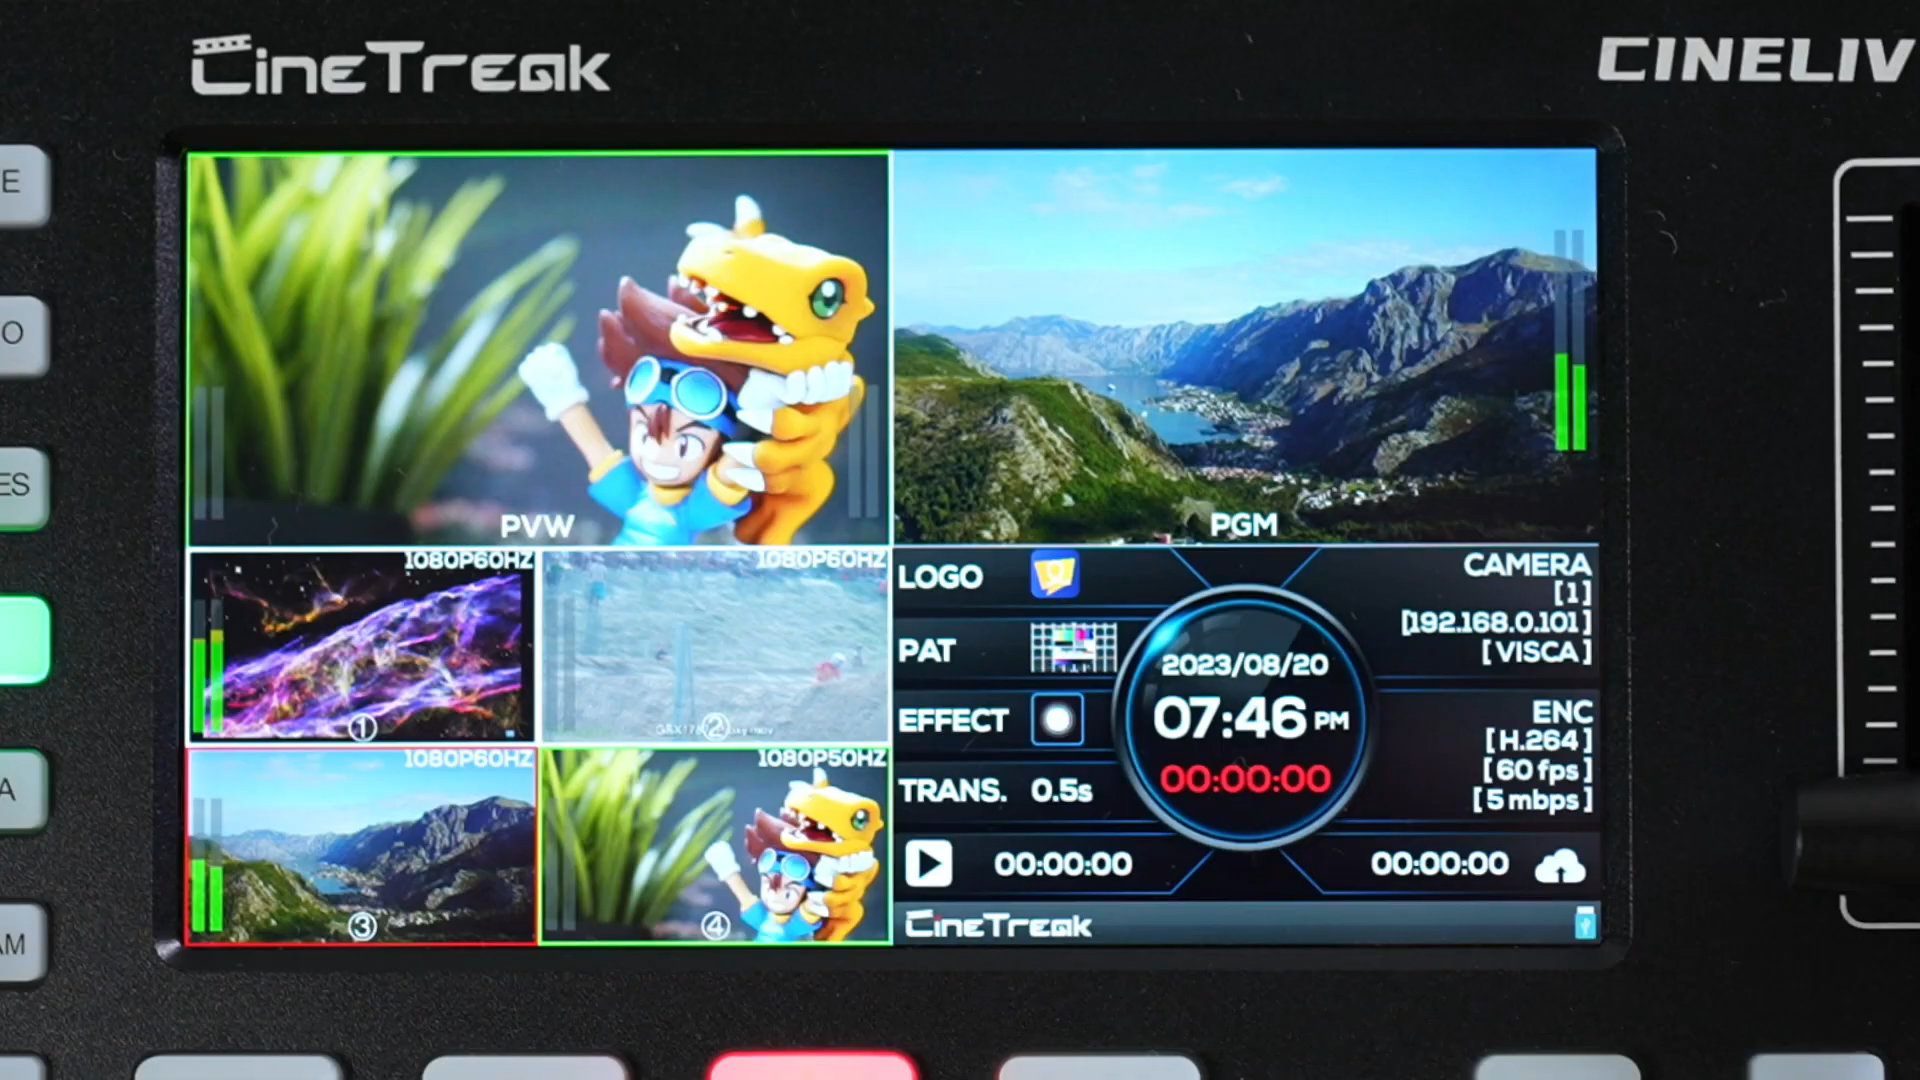 CineTreak
CINELIV
E
O
ES
A
AM
PVW
PGM
1080P60HZ
①
1080P60HZ
②
1080P60HZ
③
1080P50HZ
④
LOGO
PAT
EFFECT
TRANS. 0.5s
2023/08/20
07:46 PM
00:00:00
CAMERA
[1]
[192.168.0.101]
[VISCA]
ENC
[H.264]
[60 fps]
[5 mbps]
00:00:00
00:00:00
CineTreak